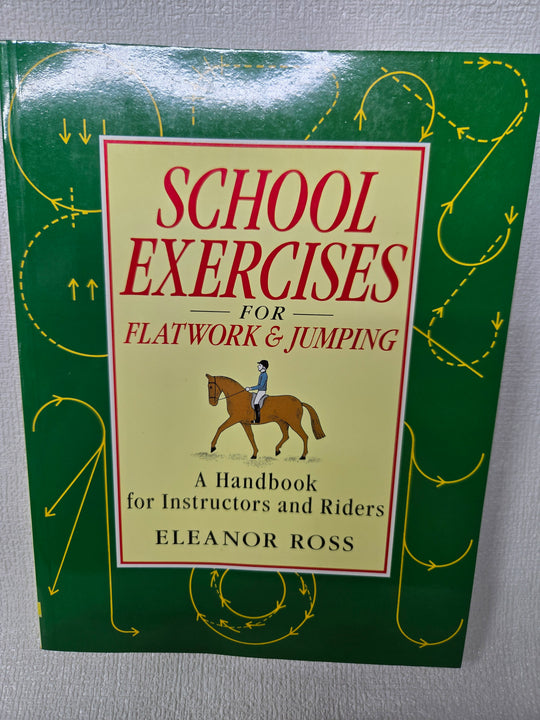 SCHOOL
EXERCISES
FOR
FLATWORK & JUMPING
A Handbook
for Instructors and Riders
ELEANOR ROSS